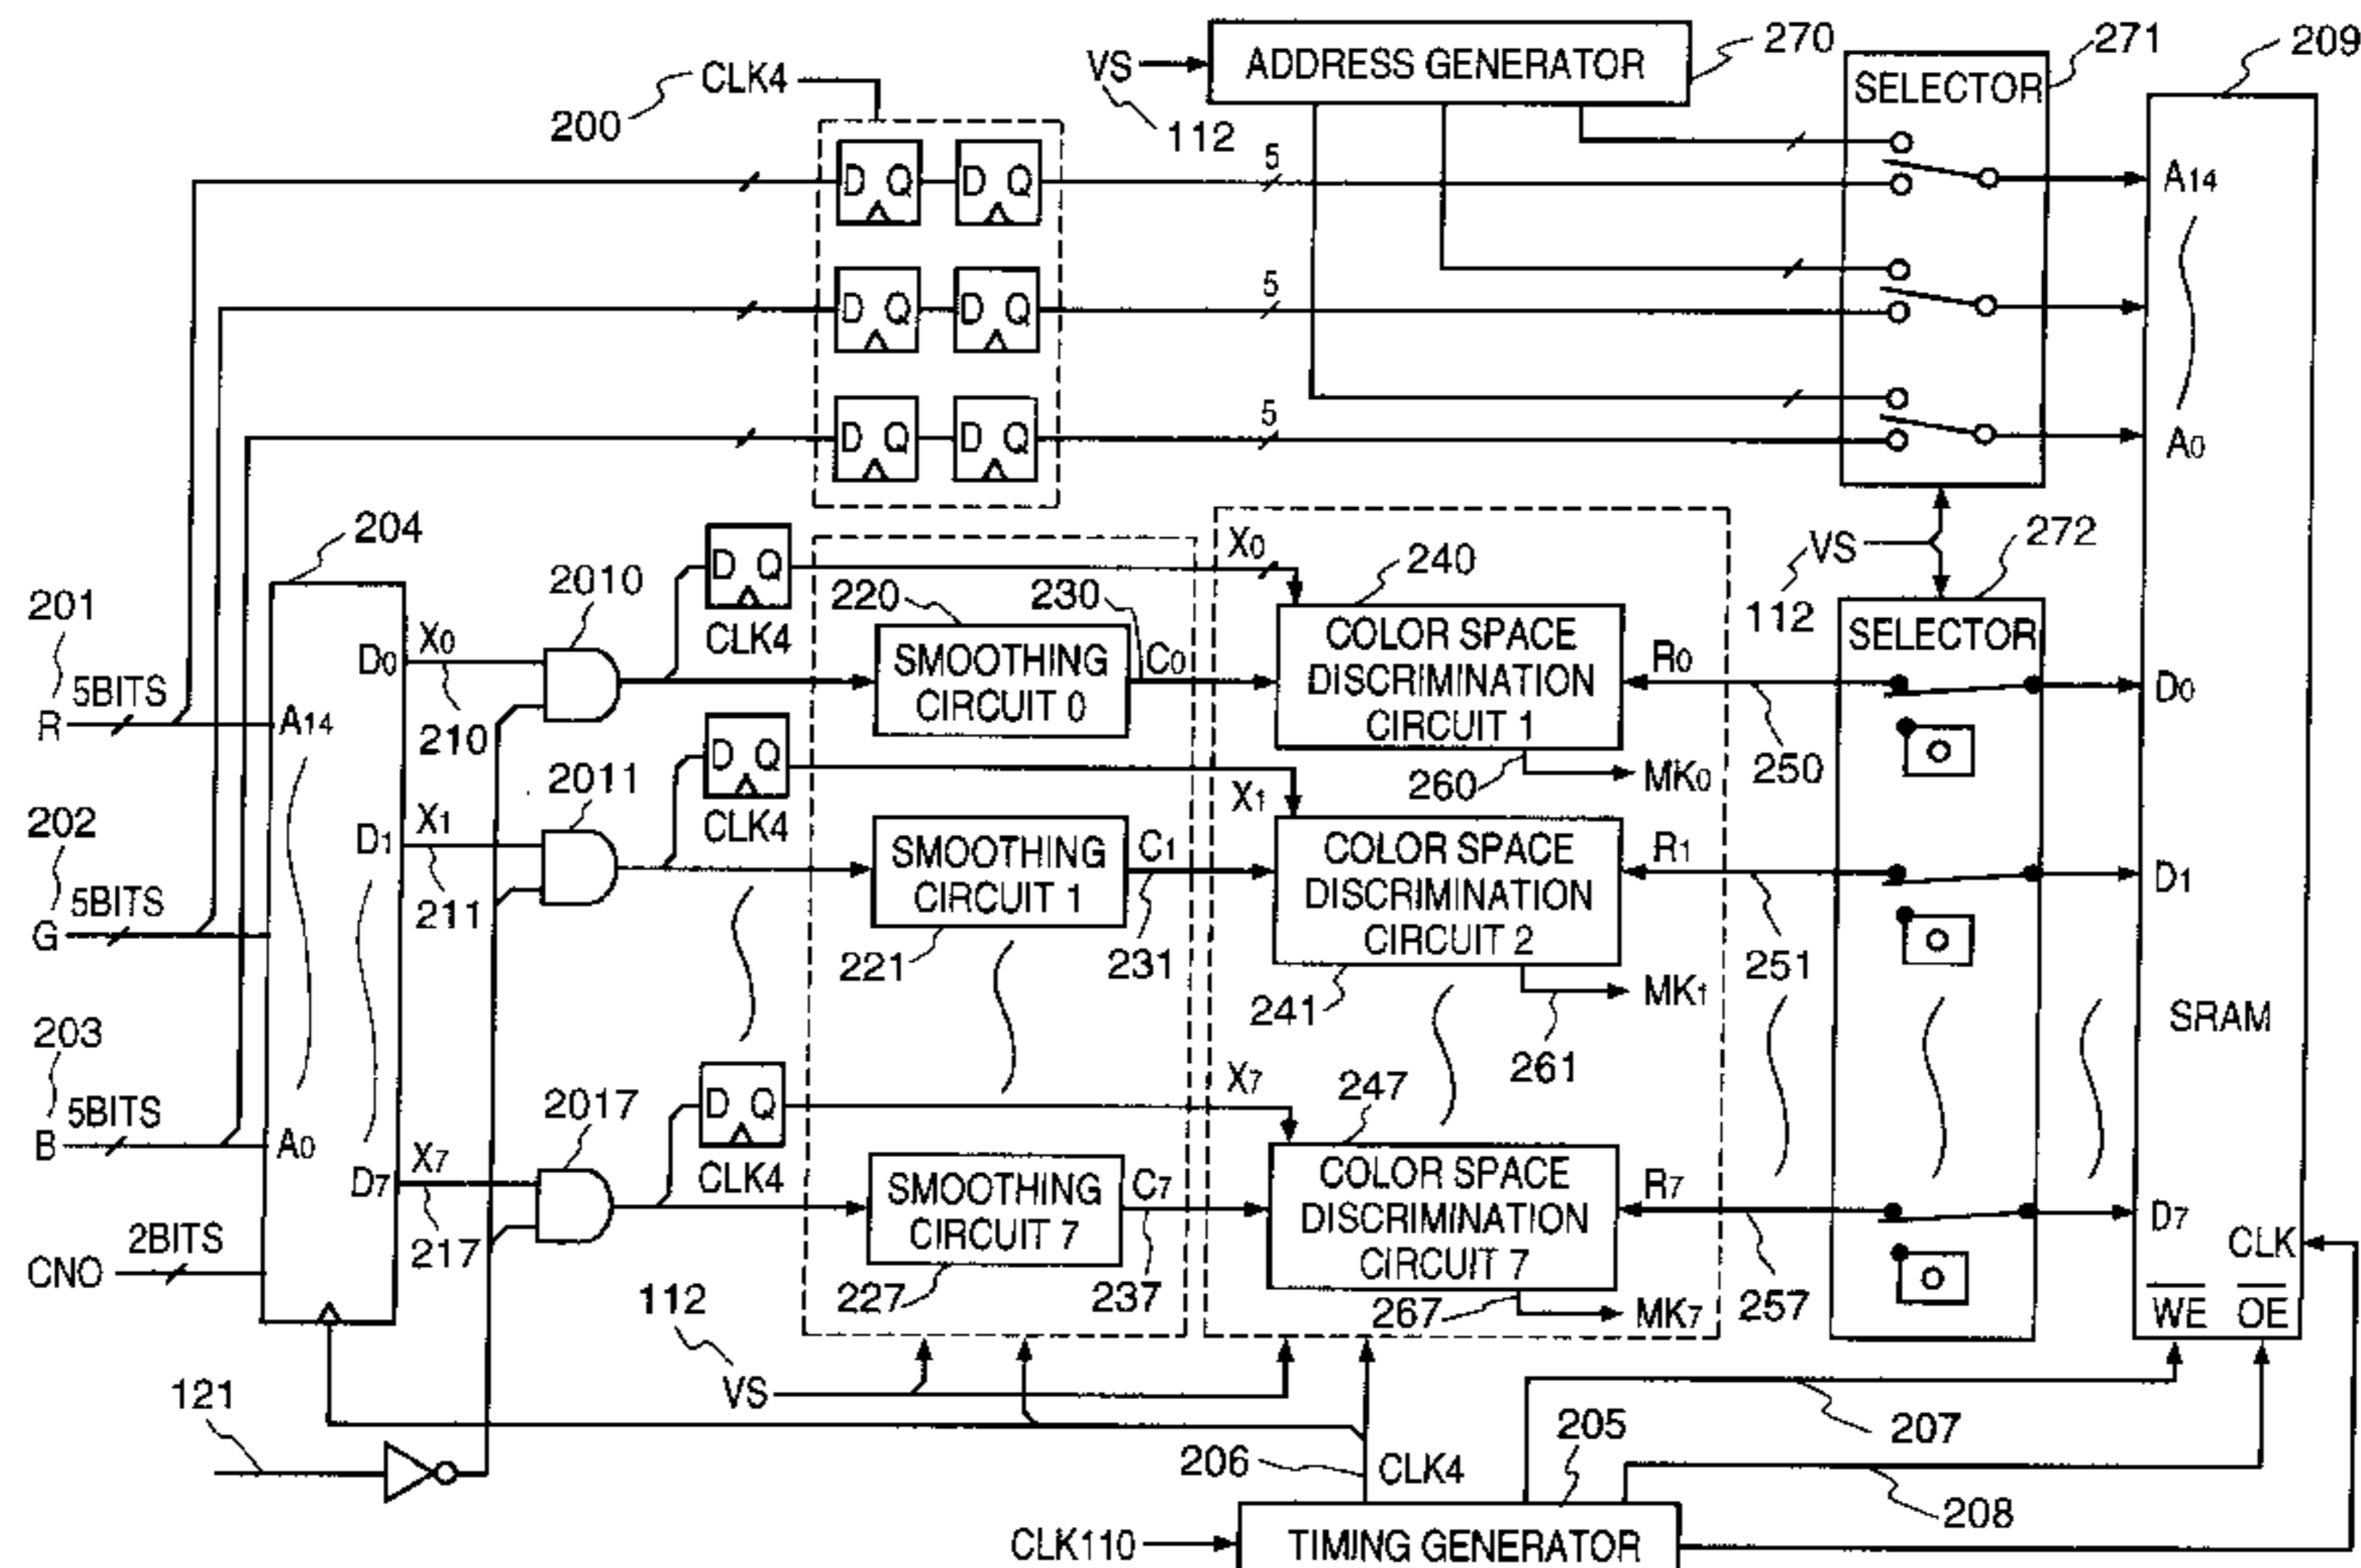 CLK4
200
VS
112
ADDRESS GENERATOR
270
SELECTOR
271
209
D Q
D Q
5
A14
D Q
D Q
5
D Q
D Q
5
A0
204
201
R
5BITS
A14
202
G
5BITS
203
B
5BITS
A0
CNO
2BITS
D0
X0
210
2010
D Q
CLK4
220
SMOOTHING
CIRCUIT 0
230
C0
X0
240
COLOR SPACE
DISCRIMINATION
CIRCUIT 1
260
MK0
R0
250
VS
112
272
SELECTOR
D0
D1
X1
211
2011
D Q
CLK4
SMOOTHING
CIRCUIT 1
221
C1
231
X1
COLOR SPACE
DISCRIMINATION
CIRCUIT 2
241
261
MK1
R1
251
D1
SRAM
D7
X7
217
2017
D Q
CLK4
SMOOTHING
CIRCUIT 7
227
C7
237
X7
247
COLOR SPACE
DISCRIMINATION
CIRCUIT 7
267
MK7
R7
257
D7
CLK
WE
OE
112
VS
121
206
CLK4
205
207
208
CLK110
TIMING GENERATOR